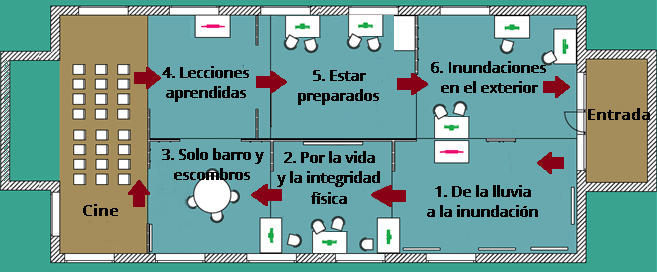 4. Lecciones
aprendidas
5. Estar
preparados
6. Inundaciones
en el exterior
Entrada
Cine
3. Solo barro y
escombros
2. Por la vida
y la integridad
física
1. De la lluvia
a la inundación